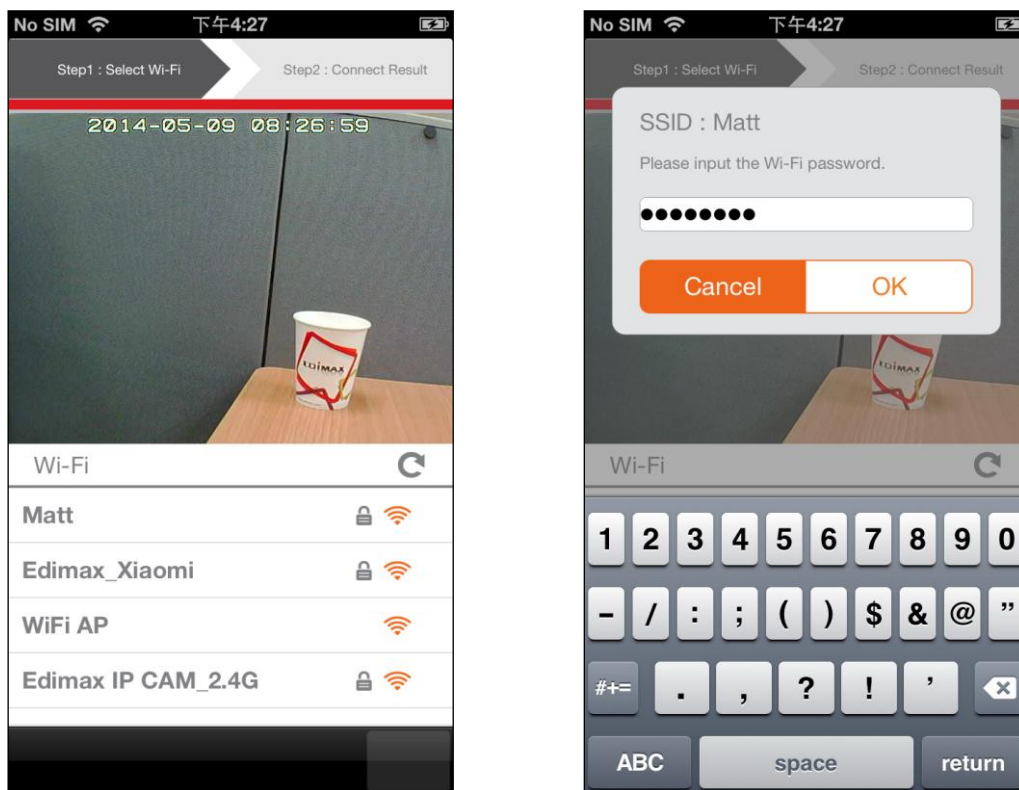 No SIM 下午4:27
Step1 : Select Wi-Fi Step2 : Connect Result
2014-05-09 08:26:59
EDIMAX
Wi-Fi
Matt
Edimax_Xiaomi
WiFi AP
Edimax IP CAM_2.4G
No SIM 下午4:27
Step1 : Select Wi-Fi Step2 : Connect Result
SSID : Matt
Please input the Wi-Fi password.
●●●●●●●●
Cancel OK
EDIMAX
Wi-Fi
1 2 3 4 5 6 7 8 9 0
- / : ; ( ) $ & @ ”
#+= . , ? ! ’
ABC space return